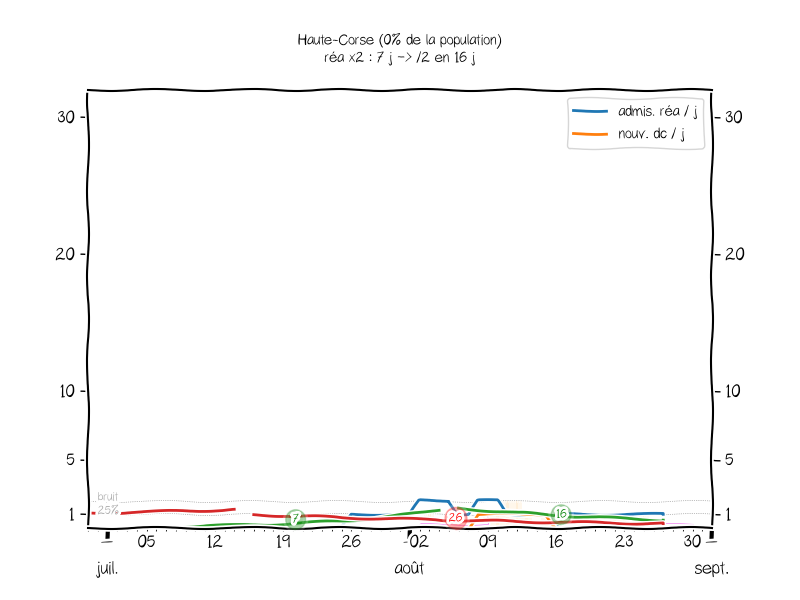 Haute-Corse (0% de la population)
réa x2 : 7 j -> /2 en 16 j
admis. réa / j
nouv. dc / j
30
20
10
5
1
30
20
10
5
1
bruit
25%
7
26
16
05
12
19
26
02
09
16
23
30
juil.
août
sept.